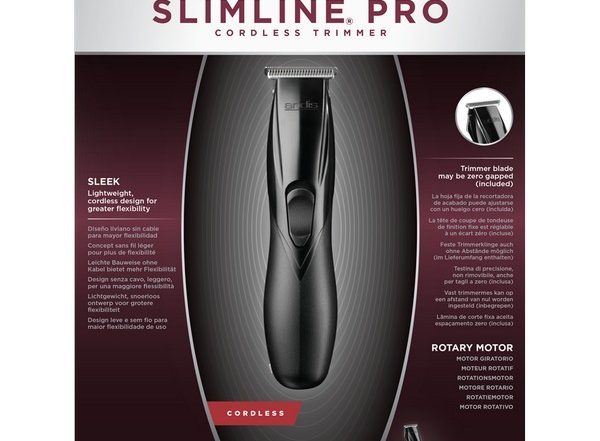 SLIMLINE® PRO
CORDLESS TRIMMER
andis
SLEEK
Lightweight,
cordless design for
greater flexibility
Diseño liviano sin cable
para mayor flexibilidad
Concept sans fil léger
pour plus de flexibilité
Leichte Bauweise ohne
Kabel bietet mehr Flexibilität
Design senza cavo, leggero,
per una maggiore flessibilità
Lichtgewicht, snoerloos
ontwerp voor grotere
flexibiliteit
Design leve e sem fio para
maior flexibilidade de uso
Trimmer blade
may be zero gapped
(included)
La hoja fija de la recortadora
de acabado puede ajustarse
con un huelgo cero (incluida)
La tête de coupe de tondeuse
de finition fixe est réglable
à un écart zéro (incluse)
Feste Trimmerklinge auch
ohne Abstände möglich
(im Lieferumfang enthalten)
Testina di precisione,
non rimovibile, anche
per tagli a zero (inclusa)
Vast trimmermes kan op
een afstand van nul worden
ingesteld (inbegrepen)
Lâmina de corte fixa aceita
espaçamento zero (inclusa)
ROTARY MOTOR
MOTOR GIRATORIO
MOTEUR ROTATIF
ROTATIONSMOTOR
MOTORE ROTARIO
ROTATIEMOTOR
MOTOR ROTATIVO
CORDLESS